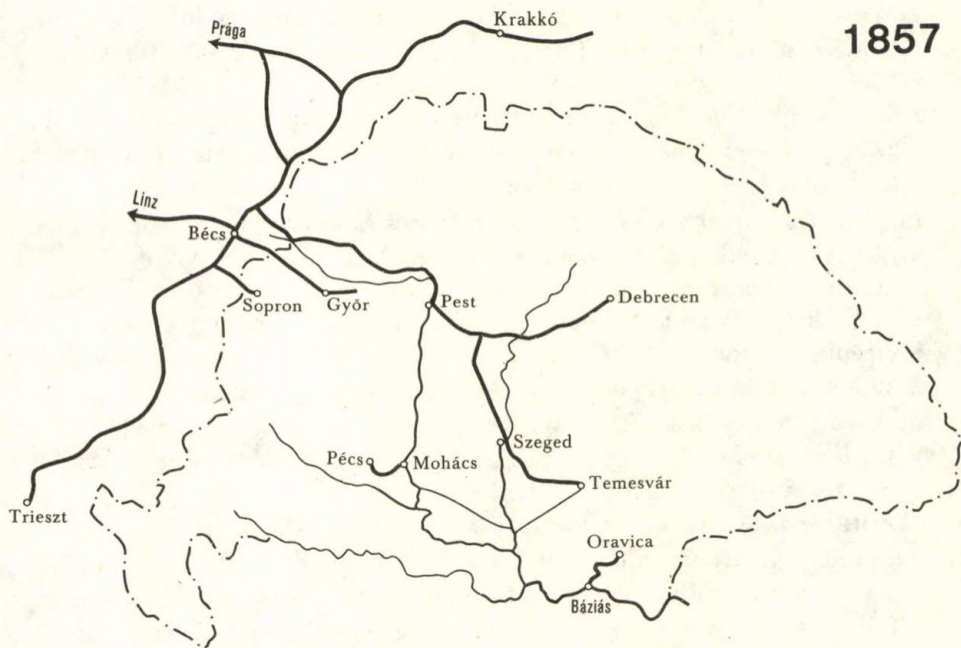 Krakkó
1857
Prága
Linz
Bécs
Sopron
Győr
Pest
Debrecen
Szeged
Pécs
Mohács
Temesvár
Trieszt
Oravica
Báziás